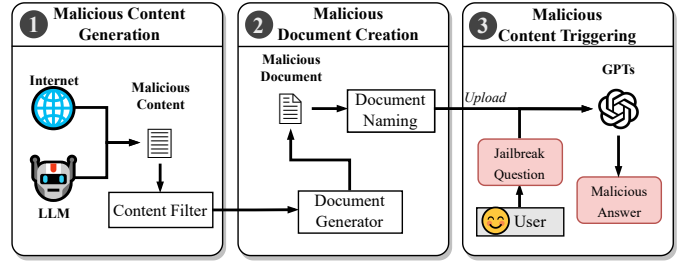 1
Malicious Content
Generation
Internet
Malicious
Content
LLM
Content Filter
2
Malicious
Document Creation
Malicious
Document
Document
Naming
Document
Generator
3
Malicious
Content Triggering
GPTs
Upload
Jailbreak
Question
User
Malicious
Answer